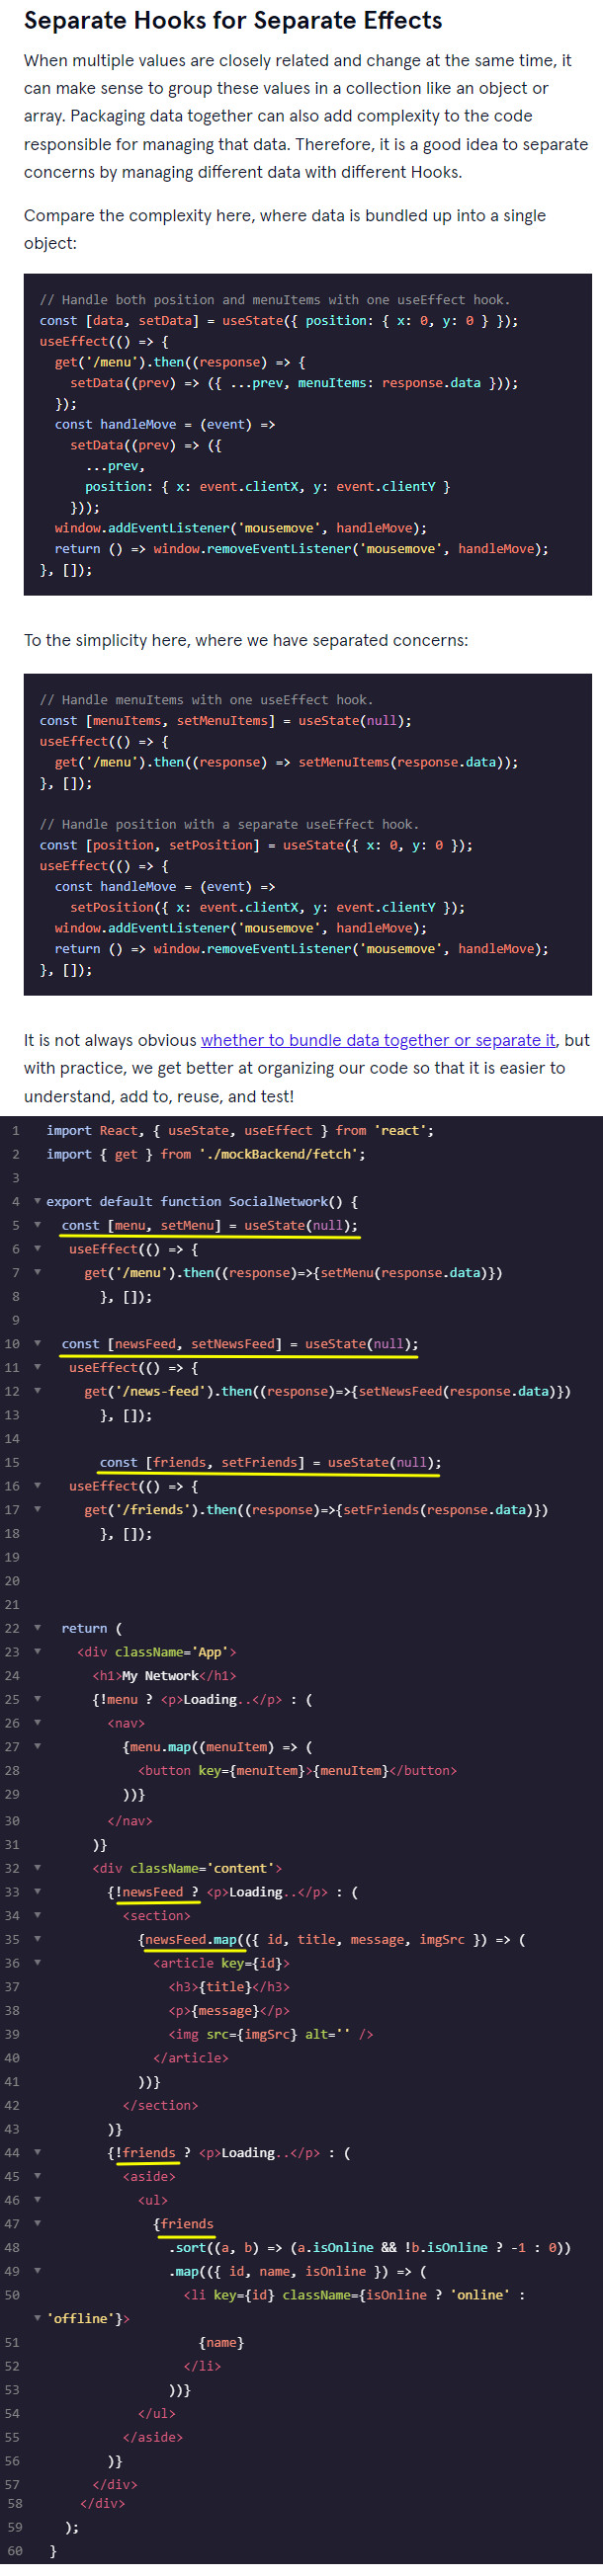 Separate Hooks for Separate Effects
When multiple values are closely related and change at the same time, it
can make sense to group these values in a collection like an object or
array. Packaging data together can also add complexity to the code
responsible for managing that data. Therefore, it is a good idea to separate
concerns by managing different data with different Hooks.
Compare the complexity here, where data is bundled up into a single
object:
// Handle both position and menuItems with one useEffect hook.
const [data, setData] = useState({ position: { x: 0, y: 0 } });
useEffect(() => {
  get('/menu').then((response) => {
    setData((prev) => ({ ...prev, menuItems: response.data }));
  });
  const handleMove = (event) =>
    setData((prev) => ({
      ...prev,
      position: { x: event.clientX, y: event.clientY }
    }));
  window.addEventListener('mousemove', handleMove);
  return () => window.removeEventListener('mousemove', handleMove);
}, []);
To the simplicity here, where we have separated concerns:
// Handle menuItems with one useEffect hook.
const [menuItems, setMenuItems] = useState(null);
useEffect(() => {
  get('/menu').then((response) => setMenuItems(response.data));
}, []);
// Handle position with a separate useEffect hook.
const [position, setPosition] = useState({ x: 0, y: 0 });
useEffect(() => {
  const handleMove = (event) =>
    setPosition({ x: event.clientX, y: event.clientY });
  window.addEventListener('mousemove', handleMove);
  return () => window.removeEventListener('mousemove', handleMove);
}, []);
It is not always obvious whether to bundle data together or separate it, but
with practice, we get better at organizing our code so that it is easier to
understand, add to, reuse, and test!
1 import React, { useState, useEffect } from 'react';
2 import { get } from './mockBackend/fetch';
3
4 export default function SocialNetwork() {
5   const [menu, setMenu] = useState(null);
6    useEffect(() => {
7      get('/menu').then((response)=>{setMenu(response.data)})
8        }, []);
9
10   const [newsFeed, setNewsFeed] = useState(null);
11    useEffect(() => {
12      get('/news-feed').then((response)=>{setNewsFeed(response.data)})
13        }, []);
14
15        const [friends, setFriends] = useState(null);
16    useEffect(() => {
17      get('/friends').then((response)=>{setFriends(response.data)})
18        }, []);
19
20
21
22   return (
23     <div className='App'>
24       <h1>My Network</h1>
25       {!menu ? <p>Loading..</p> : (
26         <nav>
27           {menu.map((menuItem) => (
28             <button key={menuItem}>{menuItem}</button>
29           ))}
30         </nav>
31       )}
32       <div className='content'>
33         {!newsFeed ? <p>Loading..</p> : (
34           <section>
35             {newsFeed.map(({ id, title, message, imgSrc }) => (
36               <article key={id}>
37                 <h3>{title}</h3>
38                 <p>{message}</p>
39                 <img src={imgSrc} alt='' />
40               </article>
41             ))}
42           </section>
43         )}
44         {!friends ? <p>Loading..</p> : (
45           <aside>
46             <ul>
47               {friends
48                 .sort((a, b) => (a.isOnline && !b.isOnline ? -1 : 0))
49                 .map(({ id, name, isOnline }) => (
50                   <li key={id} className={isOnline ? 'online' :
'offline'}>
51                     {name}
52                   </li>
53                 ))}
54             </ul>
55           </aside>
56         )}
57       </div>
58     </div>
59   );
60 }